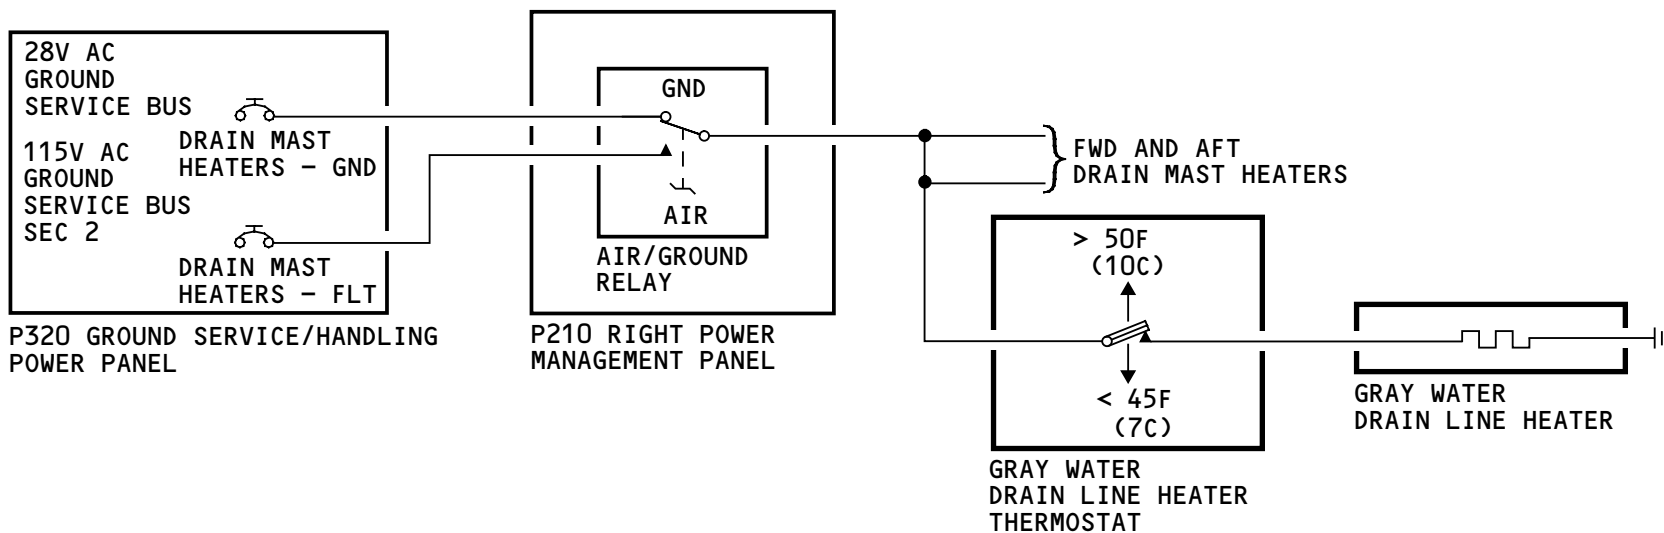 28V AC
GROUND
SERVICE BUS
DRAIN MAST
HEATERS – GND
115V AC
GROUND
SERVICE BUS
SEC 2
DRAIN MAST
HEATERS – FLT
P320 GROUND SERVICE/HANDLING
POWER PANEL
GND
AIR
AIR/GROUND
RELAY
P210 RIGHT POWER
MANAGEMENT PANEL
FWD AND AFT
DRAIN MAST HEATERS
> 50F
(10C)
< 45F
(7C)
GRAY WATER
DRAIN LINE HEATER
THERMOSTAT
GRAY WATER
DRAIN LINE HEATER